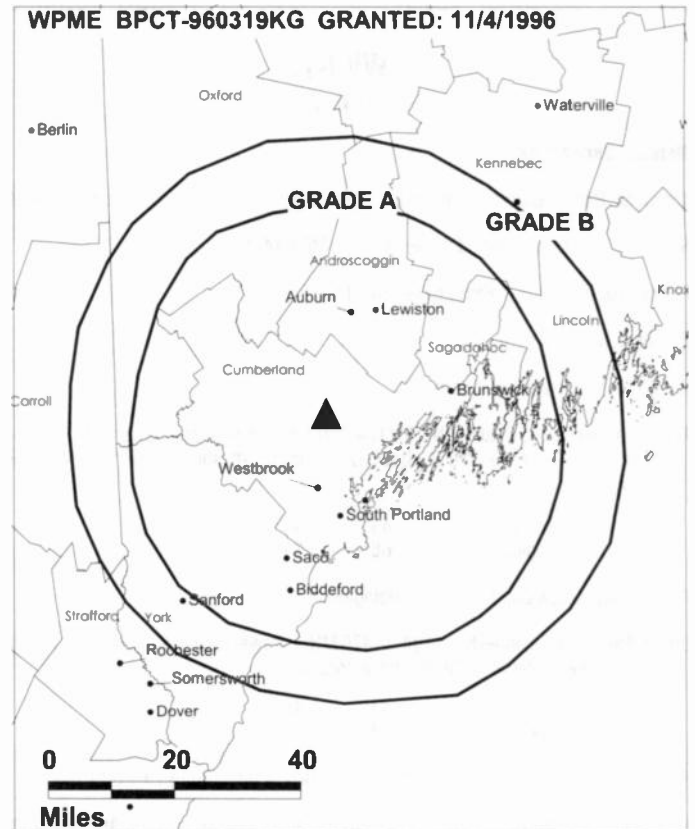 WPME BPCT-960319KG GRANTED: 11/4/1996
Oxford
Waterville
Berlin
Kennebec
GRADE A
GRADE B
Androscoggin
Knox
Auburn
Lewiston
Lincoln
Sagadahoc
Cumberland
Brunswick
Carroll
Westbrook
South Portland
Saco
Biddeford
Sanford
Strafford
York
Rochester
Somersworth
Dover
0 20 40
Miles